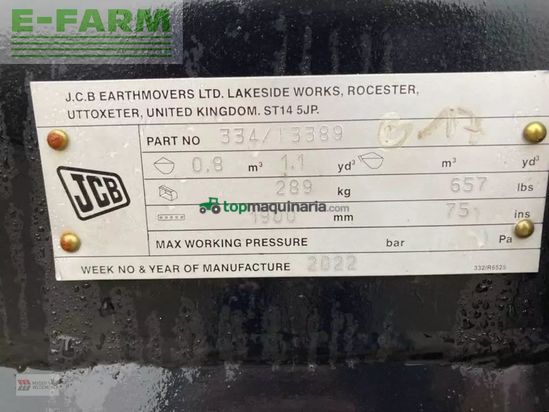 E-FARM
J.C.B EARTHMOVERS LTD. LAKESIDE WORKS, ROCESTER,
UTTOXETER, UNITED KINGDOM. ST14 5JP.
PART NO 334/T3389
0.8 m³ 1.1 yd³ m³ yd³
JCB
289 kg 657 lbs
topmaquinaria.com
1900 mm 75 ins
MAX WORKING PRESSURE bar Pa
WEEK NO & YEAR OF MANUFACTURE 2022
332/R6525